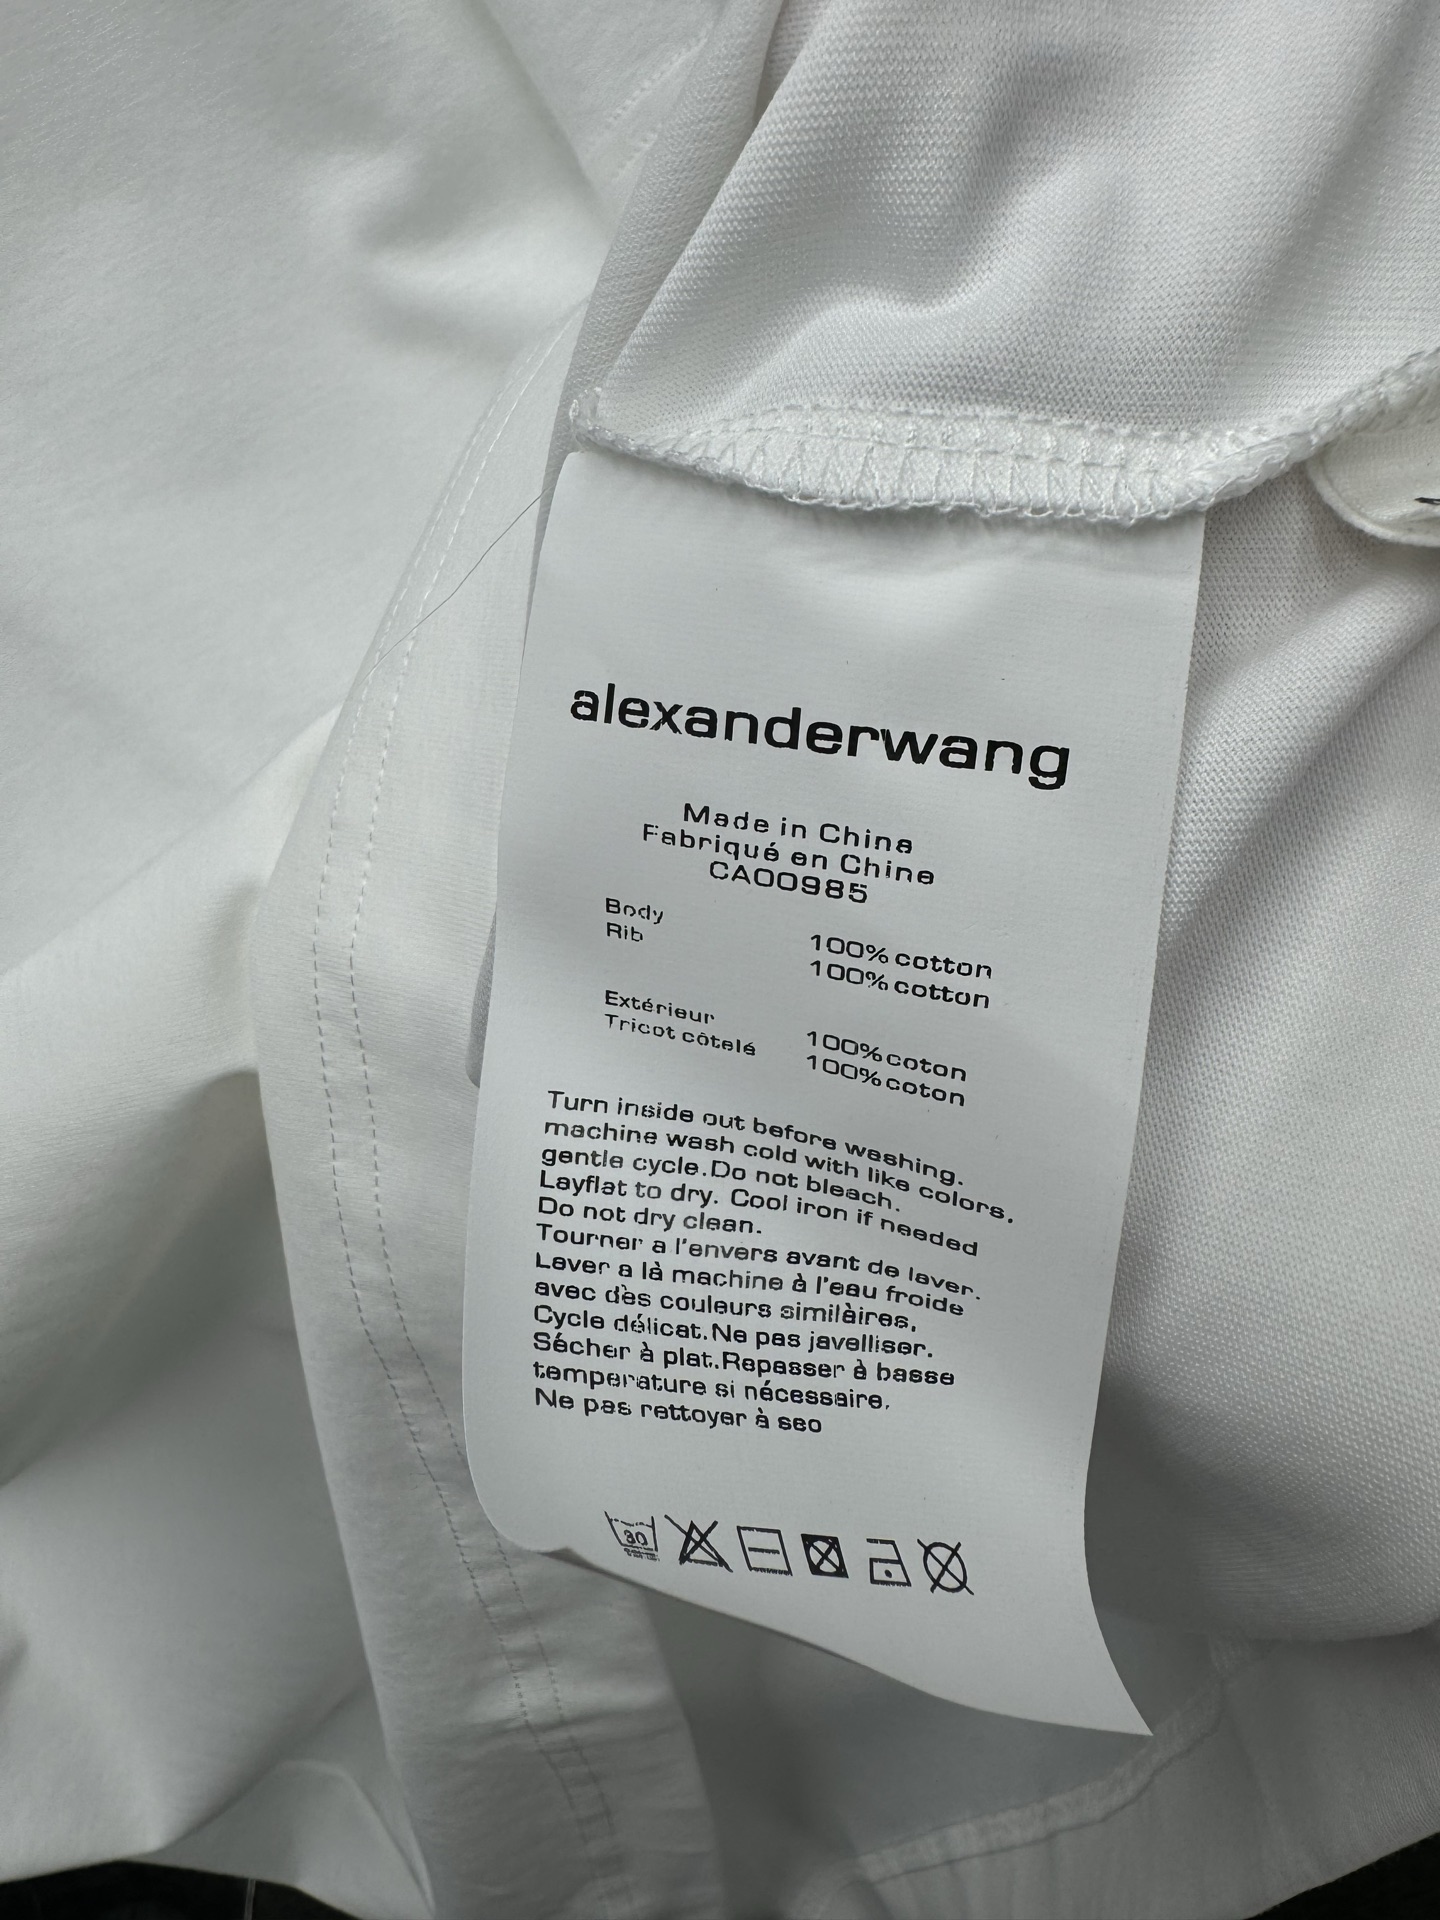 alexanderwang
Made in China
Fabriqué en Chine
CA00985
Body 100% cotton
Rib 100% cotton
Extérieur 100%coton
Tricot côtelé 100%coton
Turn inside out before washing.
machine wash cold with like colors.
gentle cycle.Do not bleach.
Layflat to dry. Cool iron if needed
Do not dry clean.
Tourner a l'envers avant de laver.
Laver a là machine à l'eau froide
avec dès couleurs similàires.
Cycle délicat.Ne pas javelliser.
Sécher à plat.Repasser à basse
temperature si nécessaire.
Ne pas rettoyer à seo
30